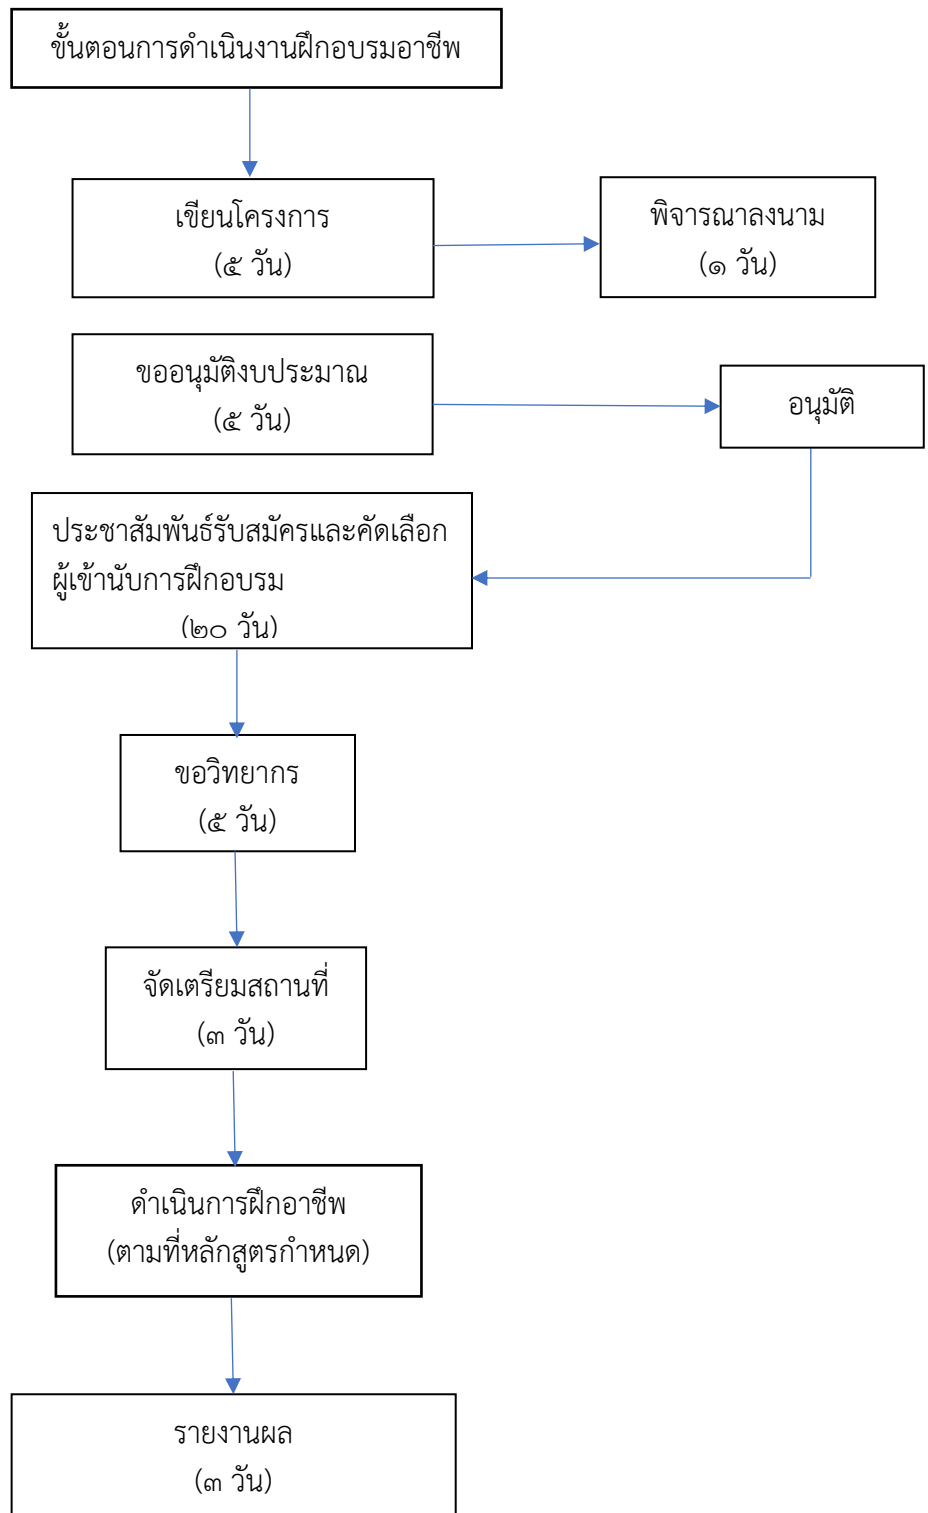 ขั้นตอนการดำเนินงานฝึกอบรมอาชีพ
เขียนโครงการ
(๕ วัน)
พิจารณาลงนาม
(๑ วัน)
ขออนุมัติงบประมาณ
(๕ วัน)
อนุมัติ
ประชาสัมพันธ์รับสมัครและคัดเลือก
ผู้เข้านับการฝึกอบรม
(๒๐ วัน)
ขอวิทยากร
(๕ วัน)
จัดเตรียมสถานที่
(๓ วัน)
ดำเนินการฝึกอาชีพ
(ตามที่หลักสูตรกำหนด)
รายงานผล
(๓ วัน)